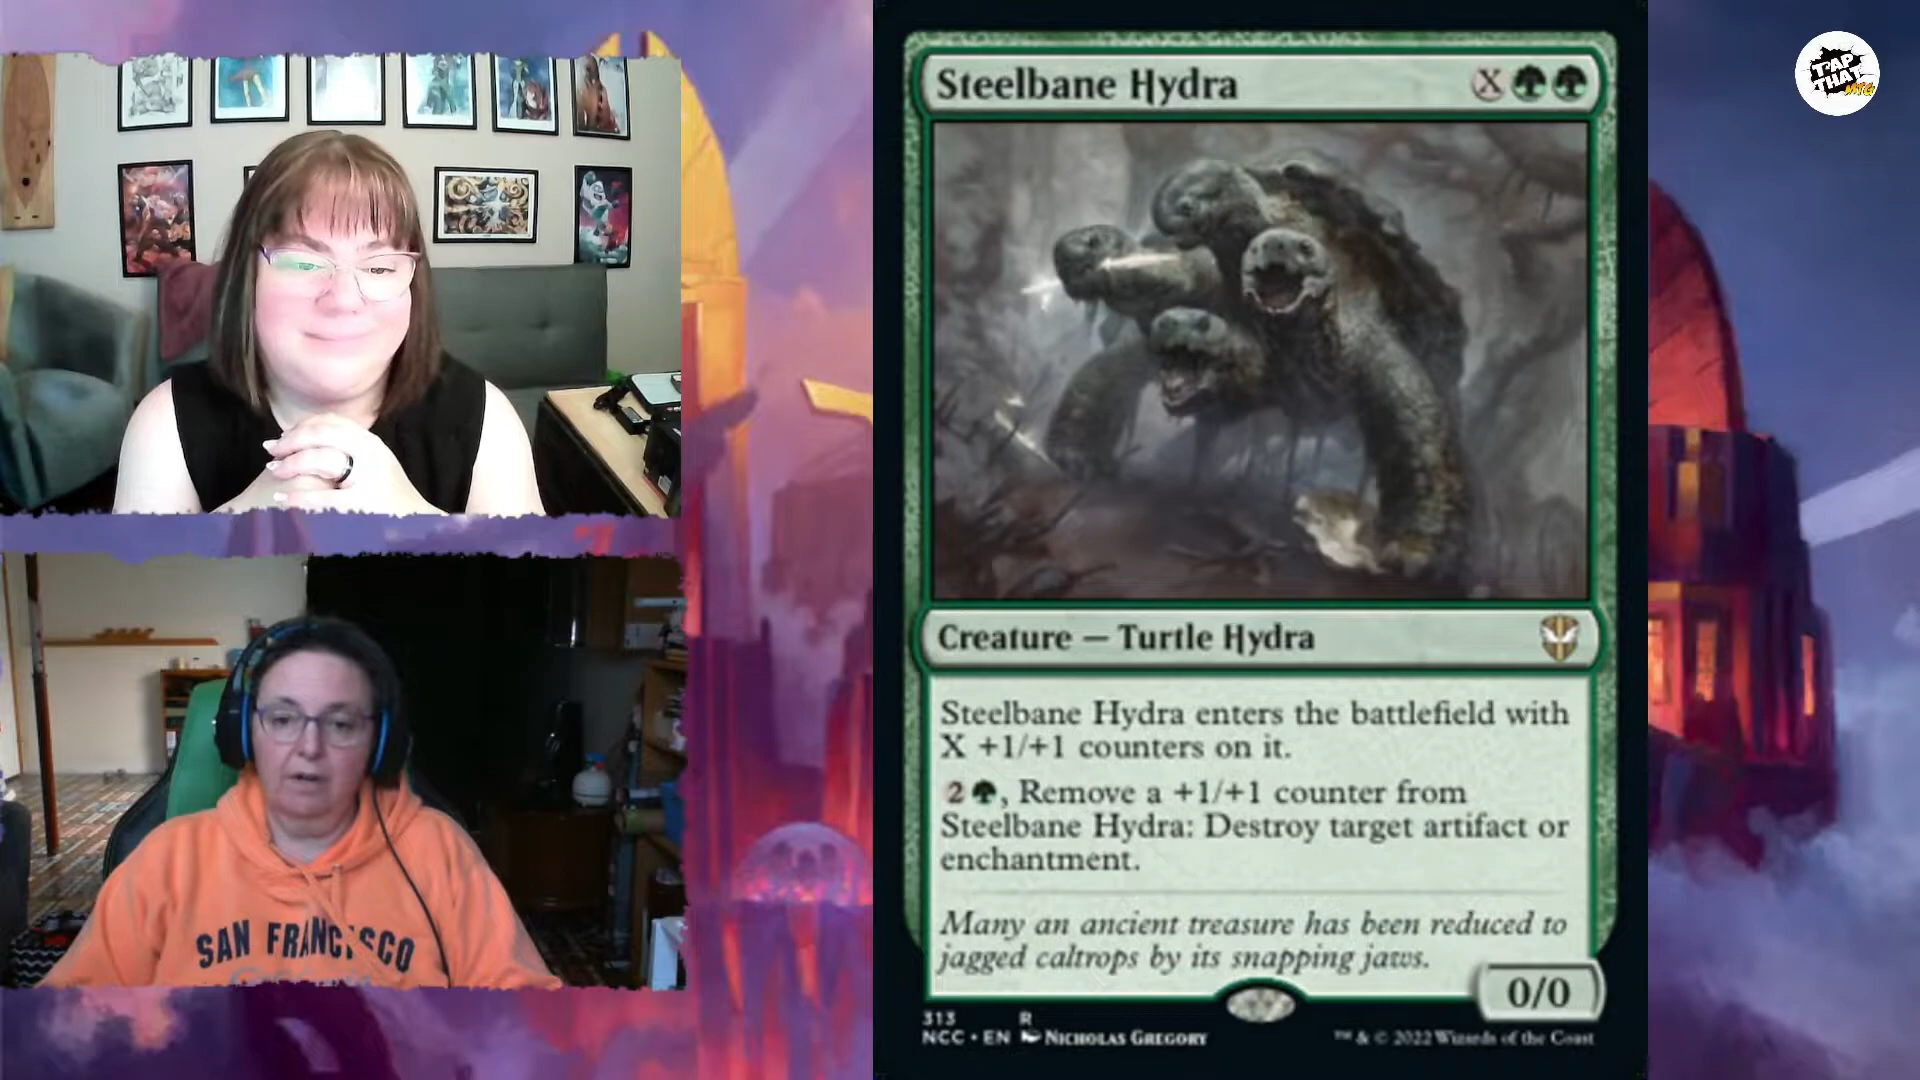 TAP
THAT
MTG
Steelbane Hydra
X
Creature — Turtle Hydra
Steelbane Hydra enters the battlefield with
X +1/+1 counters on it.
2, Remove a +1/+1 counter from
Steelbane Hydra: Destroy target artifact or
enchantment.
Many an ancient treasure has been reduced to
jagged caltrops by its snapping jaws.
0/0
313 R
NCC • EN NICHOLAS GREGORY
™ & © 2022 Wizards of the Coast
SAN FRANCISCO